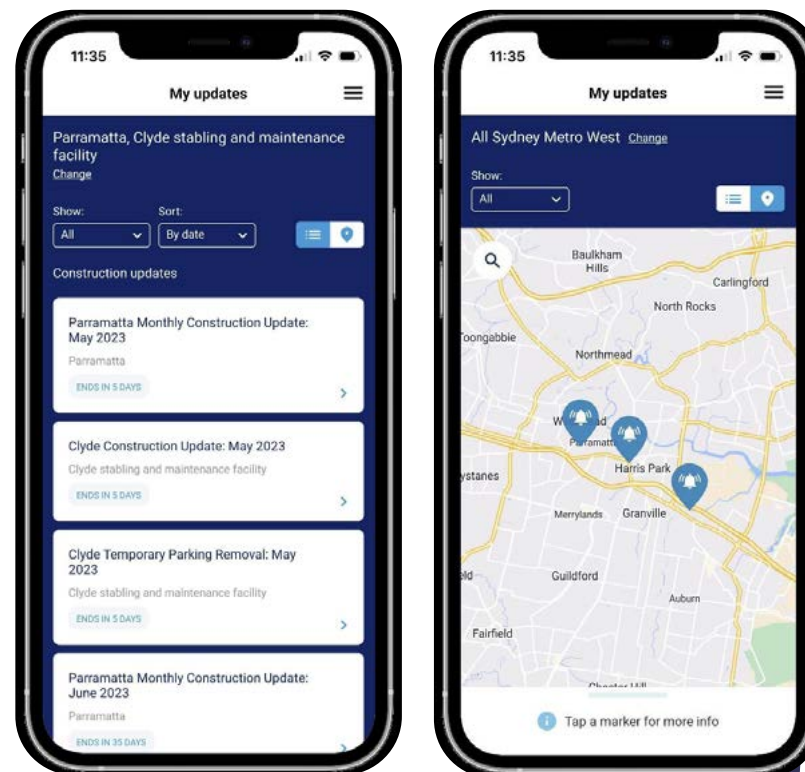 11:35
My updates
Parramatta, Clyde stabling and maintenance
facility
Change
Show:
Sort:
All
By date
Construction updates
Parramatta Monthly Construction Update:
May 2023
Parramatta
ENDS IN 5 DAYS
Clyde Construction Update: May 2023
Clyde stabling and maintenance facility
ENDS IN 5 DAYS
Clyde Temporary Parking Removal: May
2023
Clyde stabling and maintenance facility
ENDS IN 5 DAYS
Parramatta Monthly Construction Update:
June 2023
Parramatta
ENDS IN 35 DAYS
11:35
My updates
All Sydney Metro West Change
Show:
All
Baulkham
Hills
Carlingford
North Rocks
Toongabbie
Northmead
Harris Park
ystanes
Merrylands
Granville
Guildford
Auburn
Fairfield
Tap a marker for more info